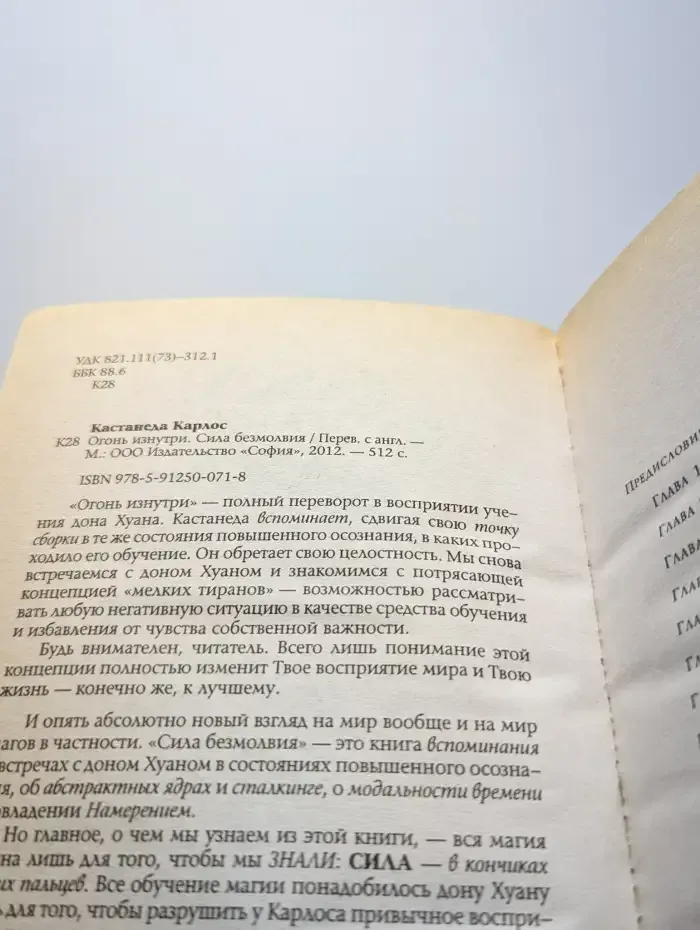 УДК 821.111(73)–312.1
ББК 88.6
К28
Кастанеда Карлос
К28 Огонь изнутри. Сила безмолвия / Перев. с англ. —
М.: ООО Издательство «София», 2012. — 512 с.
ISBN 978-5-91250-071-8
«Огонь изнутри» — полный переворот в восприятии уче-
ния дона Хуана. Кастанеда вспоминает, сдвигая свою точку
сборки в те же состояния повышенного осознания, в каких про-
ходило его обучение. Он обретает свою целостность. Мы снова
встречаемся с доном Хуаном и знакомимся с потрясающей
концепцией «мелких тиранов» — возможностью рассматри-
вать любую негативную ситуацию в качестве средства обучения
и избавления от чувства собственной важности.
Будь внимателен, читатель. Всего лишь понимание этой
концепции полностью изменит Твое восприятие мира и Твою
жизнь — конечно же, к лучшему.
И опять абсолютно новый взгляд на мир вообще и на мир
агов в частности. «Сила безмолвия» — это книга вспоминания
встречах с доном Хуаном в состояниях повышенного осозна-
я, об абстрактных ядрах и сталкинге, о модальности времени
владении Намерением.
Но главное, о чем мы узнаем из этой книги, — вся магия
на лишь для того, чтобы мы ЗНАЛИ: СИЛА — в кончиках
их пальцев. Все обучение магии понадобилось дону Хуану
для того, чтобы разрушить у Карлоса привычное воспри-
Предислови
Глава 1
Глава
Глава
Глав
Гла
Гл
Г